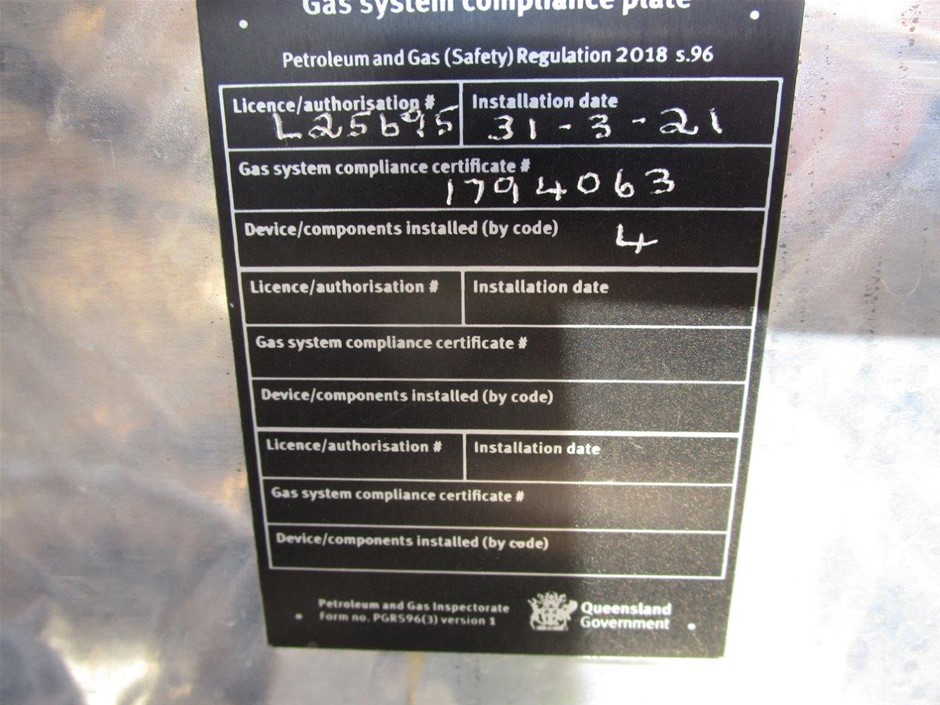 Gas system compliance plate
Petroleum and Gas (Safety) Regulation 2018 s.96
Licence/authorisation # Installation date
L25695 31-3-21
Gas system compliance certificate #
1794063
Device/components installed (by code) 4
Licence/authorisation # Installation date
Gas system compliance certificate #
Device/components installed (by code)
Licence/authorisation # Installation date
Gas system compliance certificate #
Device/components installed (by code)
Petroleum and Gas Inspectorate
Form no. PGRS96(3) version 1
Queensland
Government